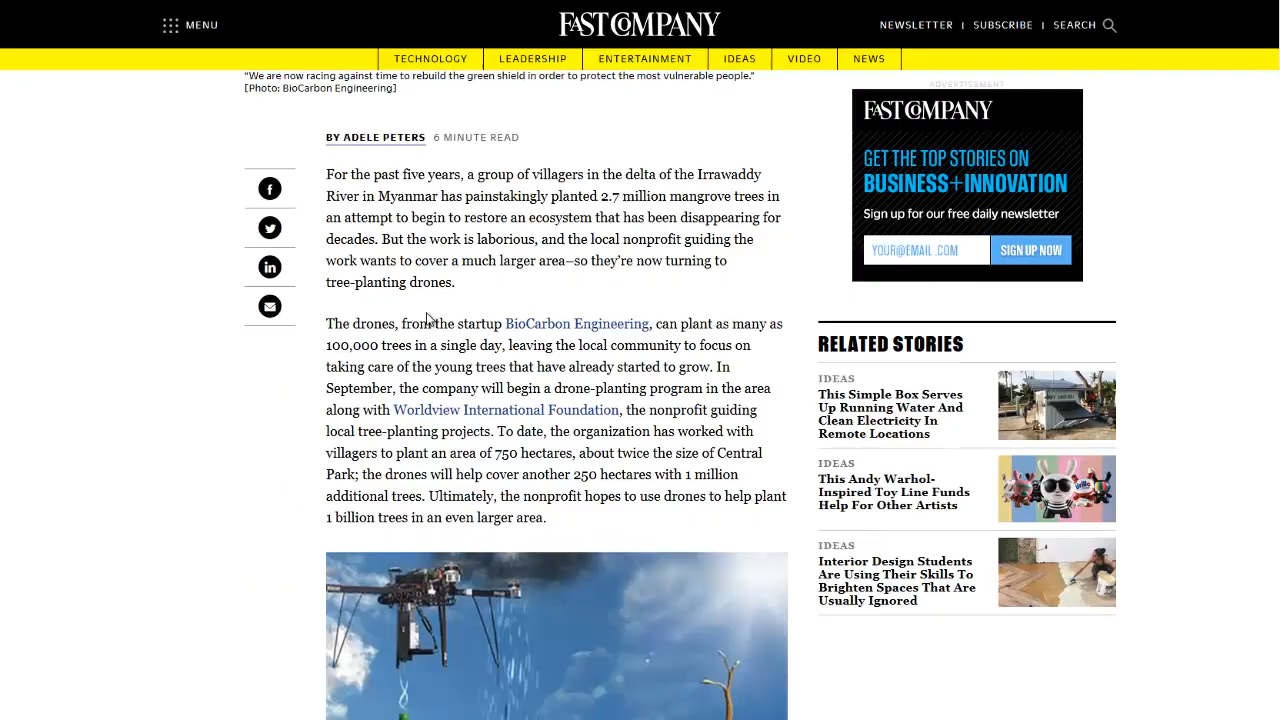 MENU
FAST COMPANY
NEWSLETTER | SUBSCRIBE | SEARCH
TECHNOLOGY
LEADERSHIP
ENTERTAINMENT
IDEAS
VIDEO
NEWS
“We are now racing against time to rebuild the green shield in order to protect the most vulnerable people.”
[Photo: BioCarbon Engineering]
BY ADELE PETERS 6 MINUTE READ
For the past five years, a group of villagers in the delta of the Irrawaddy
River in Myanmar has painstakingly planted 2.7 million mangrove trees in
an attempt to begin to restore an ecosystem that has been disappearing for
decades. But the work is laborious, and the local nonprofit guiding the
work wants to cover a much larger area–so they’re now turning to
tree-planting drones.
The drones, from the startup BioCarbon Engineering, can plant as many as
100,000 trees in a single day, leaving the local community to focus on
taking care of the young trees that have already started to grow. In
September, the company will begin a drone-planting program in the area
along with Worldview International Foundation, the nonprofit guiding
local tree-planting projects. To date, the organization has worked with
villagers to plant an area of 750 hectares, about twice the size of Central
Park; the drones will help cover another 250 hectares with 1 million
additional trees. Ultimately, the nonprofit hopes to use drones to help plant
1 billion trees in an even larger area.
ADVERTISEMENT
FAST COMPANY
GET THE TOP STORIES ON
BUSINESS+INNOVATION
Sign up for our free daily newsletter
YOUR@EMAIL.COM
SIGN UP NOW
RELATED STORIES
IDEAS
This Simple Box Serves
Up Running Water And
Clean Electricity In
Remote Locations
IDEAS
This Andy Warhol-
Inspired Toy Line Funds
Help For Other Artists
IDEAS
Interior Design Students
Are Using Their Skills To
Brighten Spaces That Are
Usually Ignored